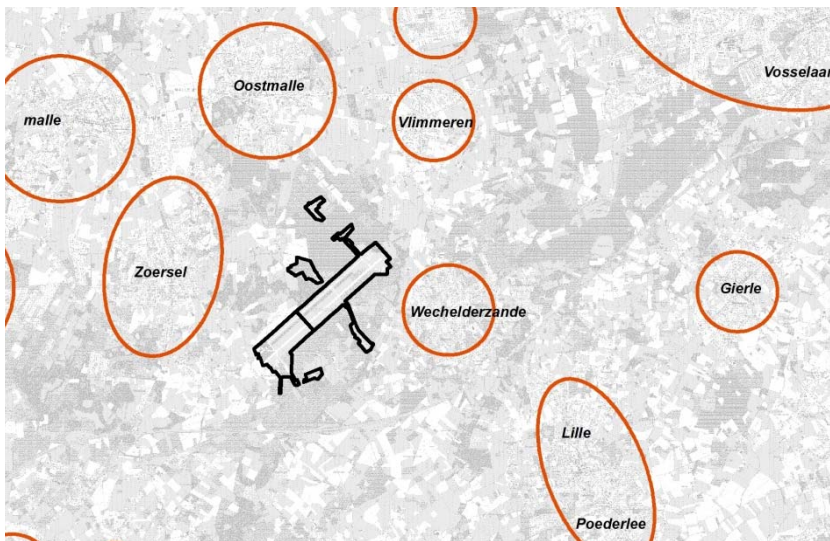 Vosselaar
Oostmalle
malle
Vlimmeren
Zoersel
Gierle
Wechelderzande
Lille
Poederlee